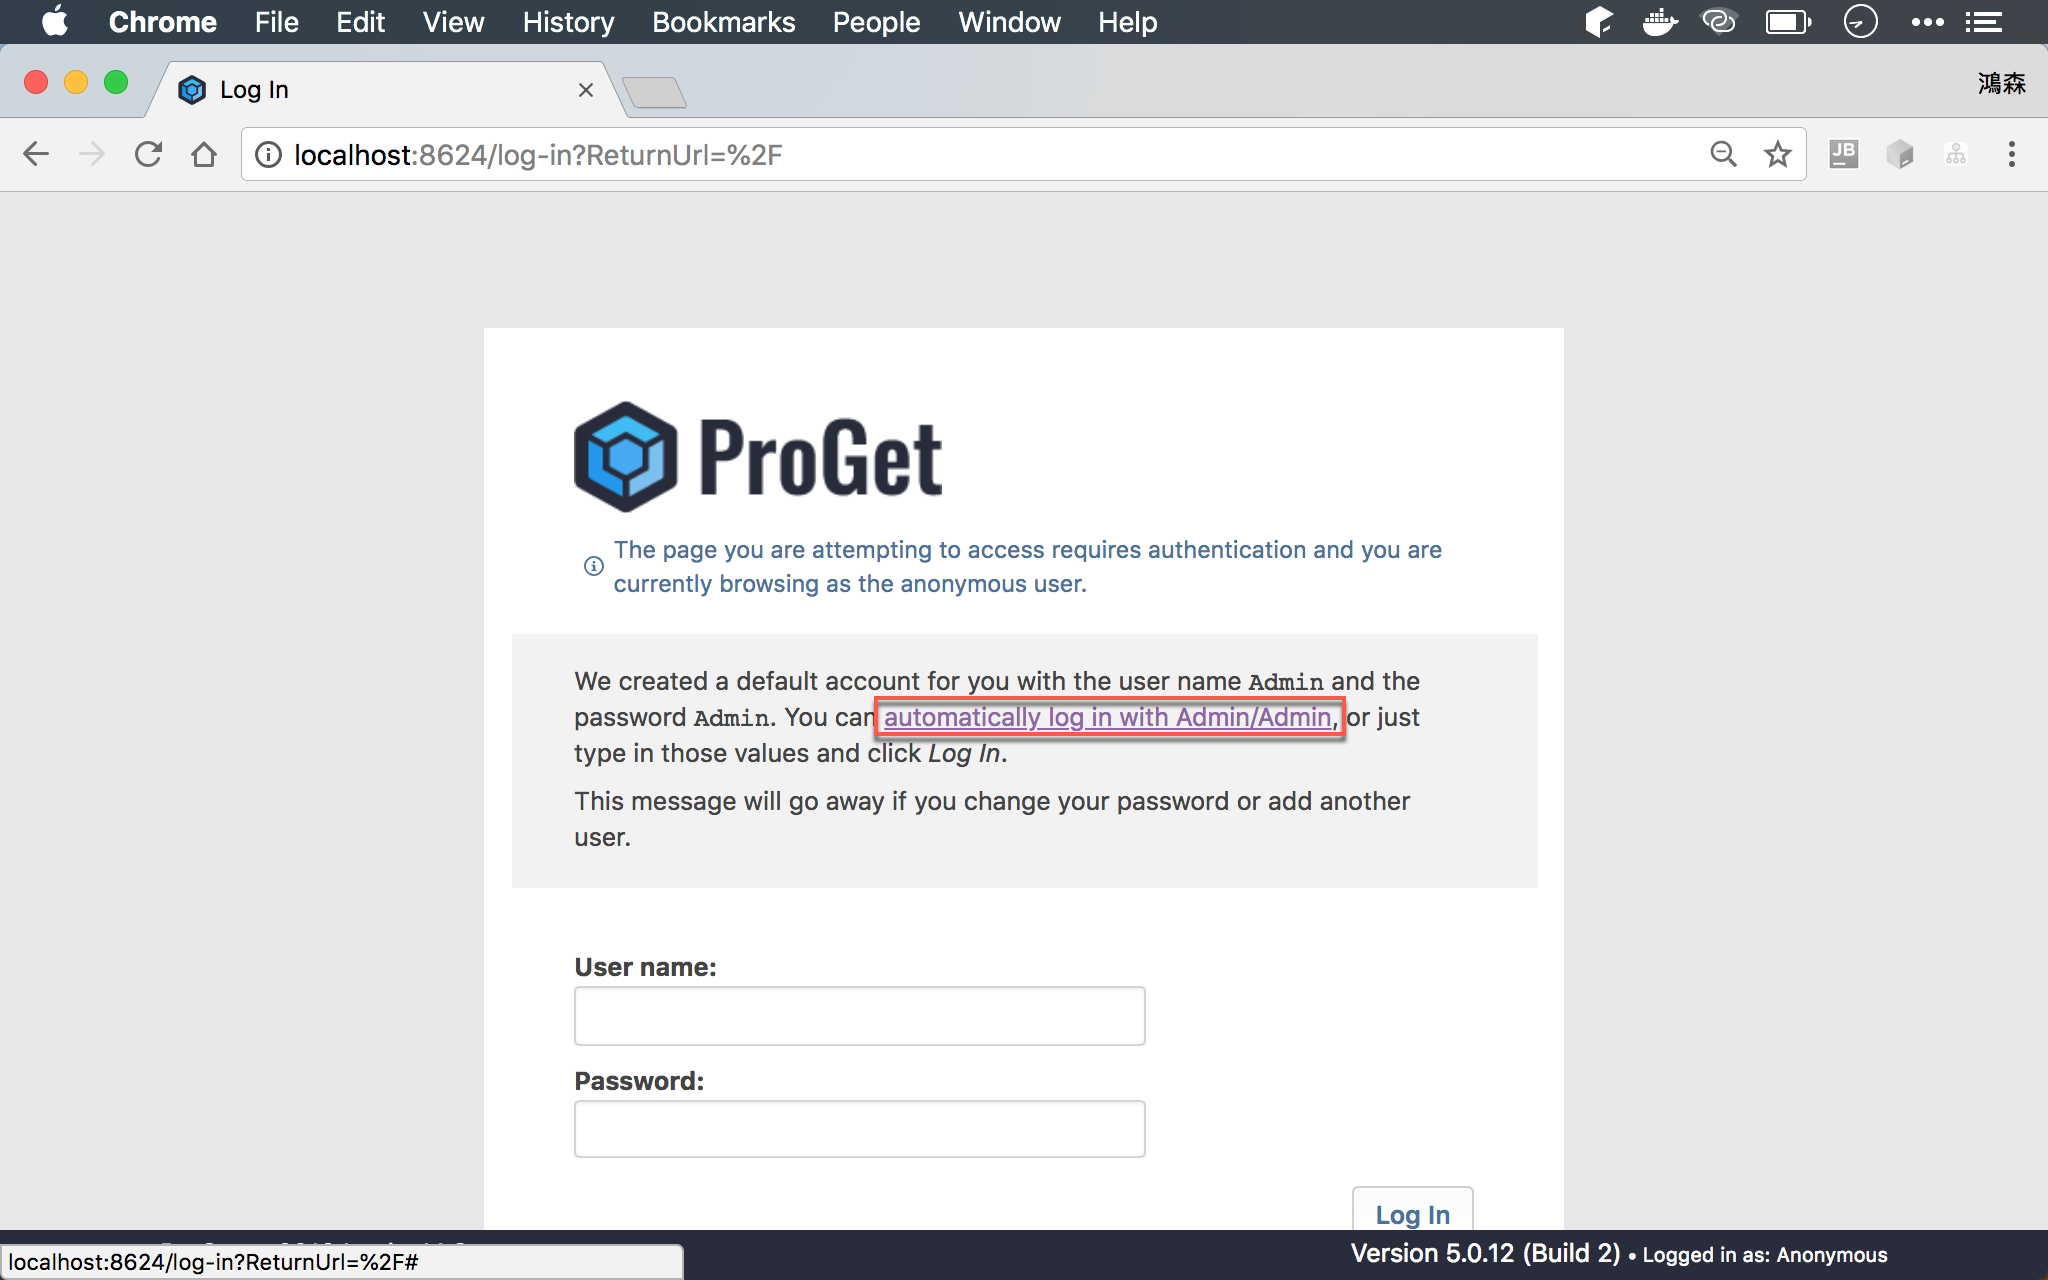 Chrome File Edit View History Bookmarks People Window Help
Log In
鴻森
localhost:8624/log-in?ReturnUrl=%2F
JB
ProGet
The page you are attempting to access requires authentication and you are
currently browsing as the anonymous user.
We created a default account for you with the user name Admin and the
password Admin. You can automatically log in with Admin/Admin, or just
type in those values and click Log In.
This message will go away if you change your password or add another
user.
User name:
Password:
Log In
Version 5.0.12 (Build 2) • Logged in as: Anonymous
localhost:8624/log-in?ReturnUrl=%2F#